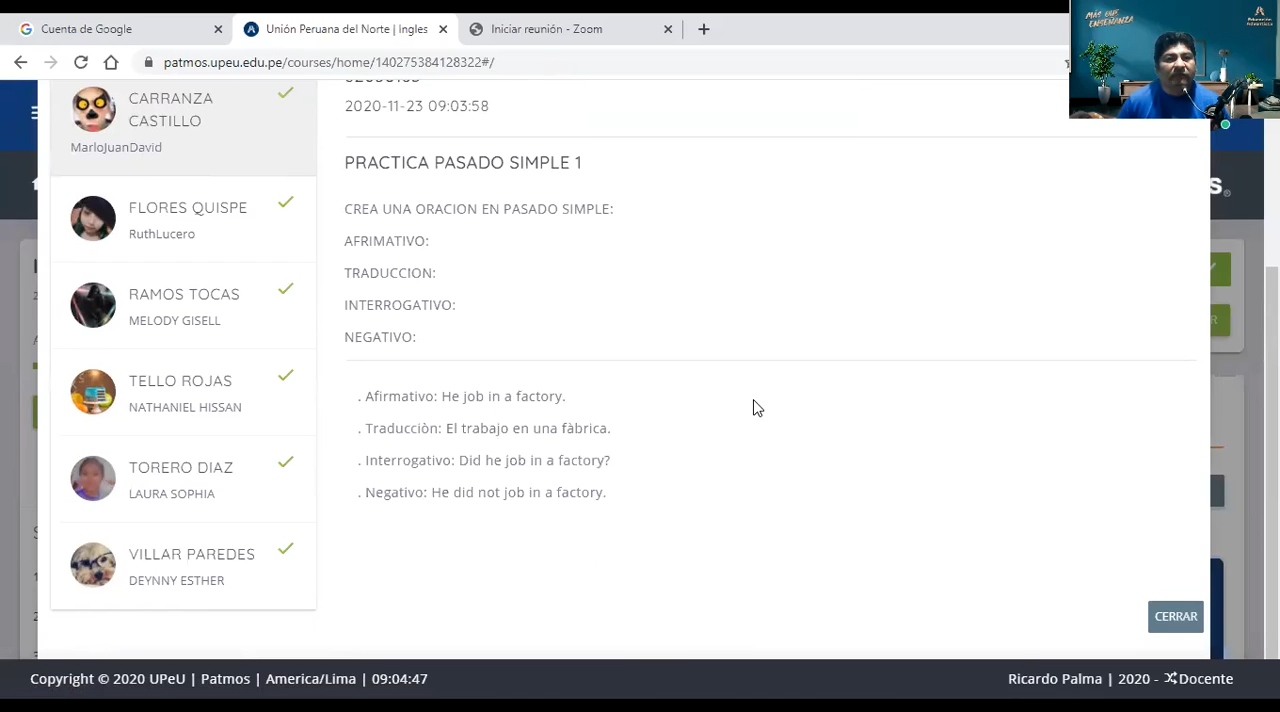 Cuenta de Google
Unión Peruana del Norte | Ingles
Iniciar reunión - Zoom
patmos.upeu.edu.pe/courses/home/140275384128322#/
MÁS QUE
ENSEÑANZA
CARRANZA
CASTILLO
MarloJuanDavid
FLORES QUISPE
RuthLucero
RAMOS TOCAS
MELODY GISELL
TELLO ROJAS
NATHANIEL HISSAN
TORERO DIAZ
LAURA SOPHIA
VILLAR PAREDES
DEYNNY ESTHER
2020-11-23 09:03:58
PRACTICA PASADO SIMPLE 1
CREA UNA ORACION EN PASADO SIMPLE:
AFRIMATIVO:
TRADUCCION:
INTERROGATIVO:
NEGATIVO:
. Afirmativo: He job in a factory.
. Traducciòn: El trabajo en una fàbrica.
. Interrogativo: Did he job in a factory?
. Negativo: He did not job in a factory.
CERRAR
Copyright © 2020 UPeU | Patmos | America/Lima | 09:04:47
Ricardo Palma | 2020 - Docente